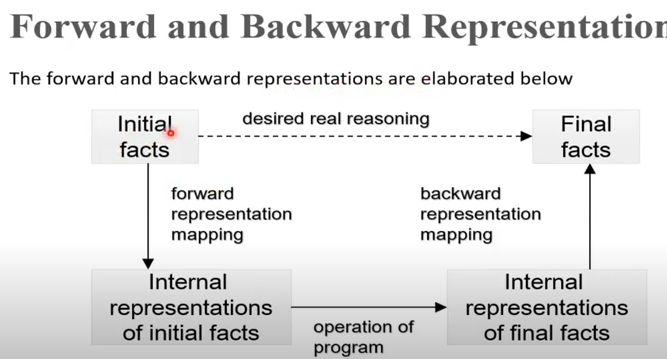 Forward and Backward Representation
The forward and backward representations are elaborated below
Initial
facts
desired real reasoning
Final
facts
forward
representation
mapping
backward
representation
mapping
Internal
representations
of initial facts
operation of
program
Internal
representations
of final facts